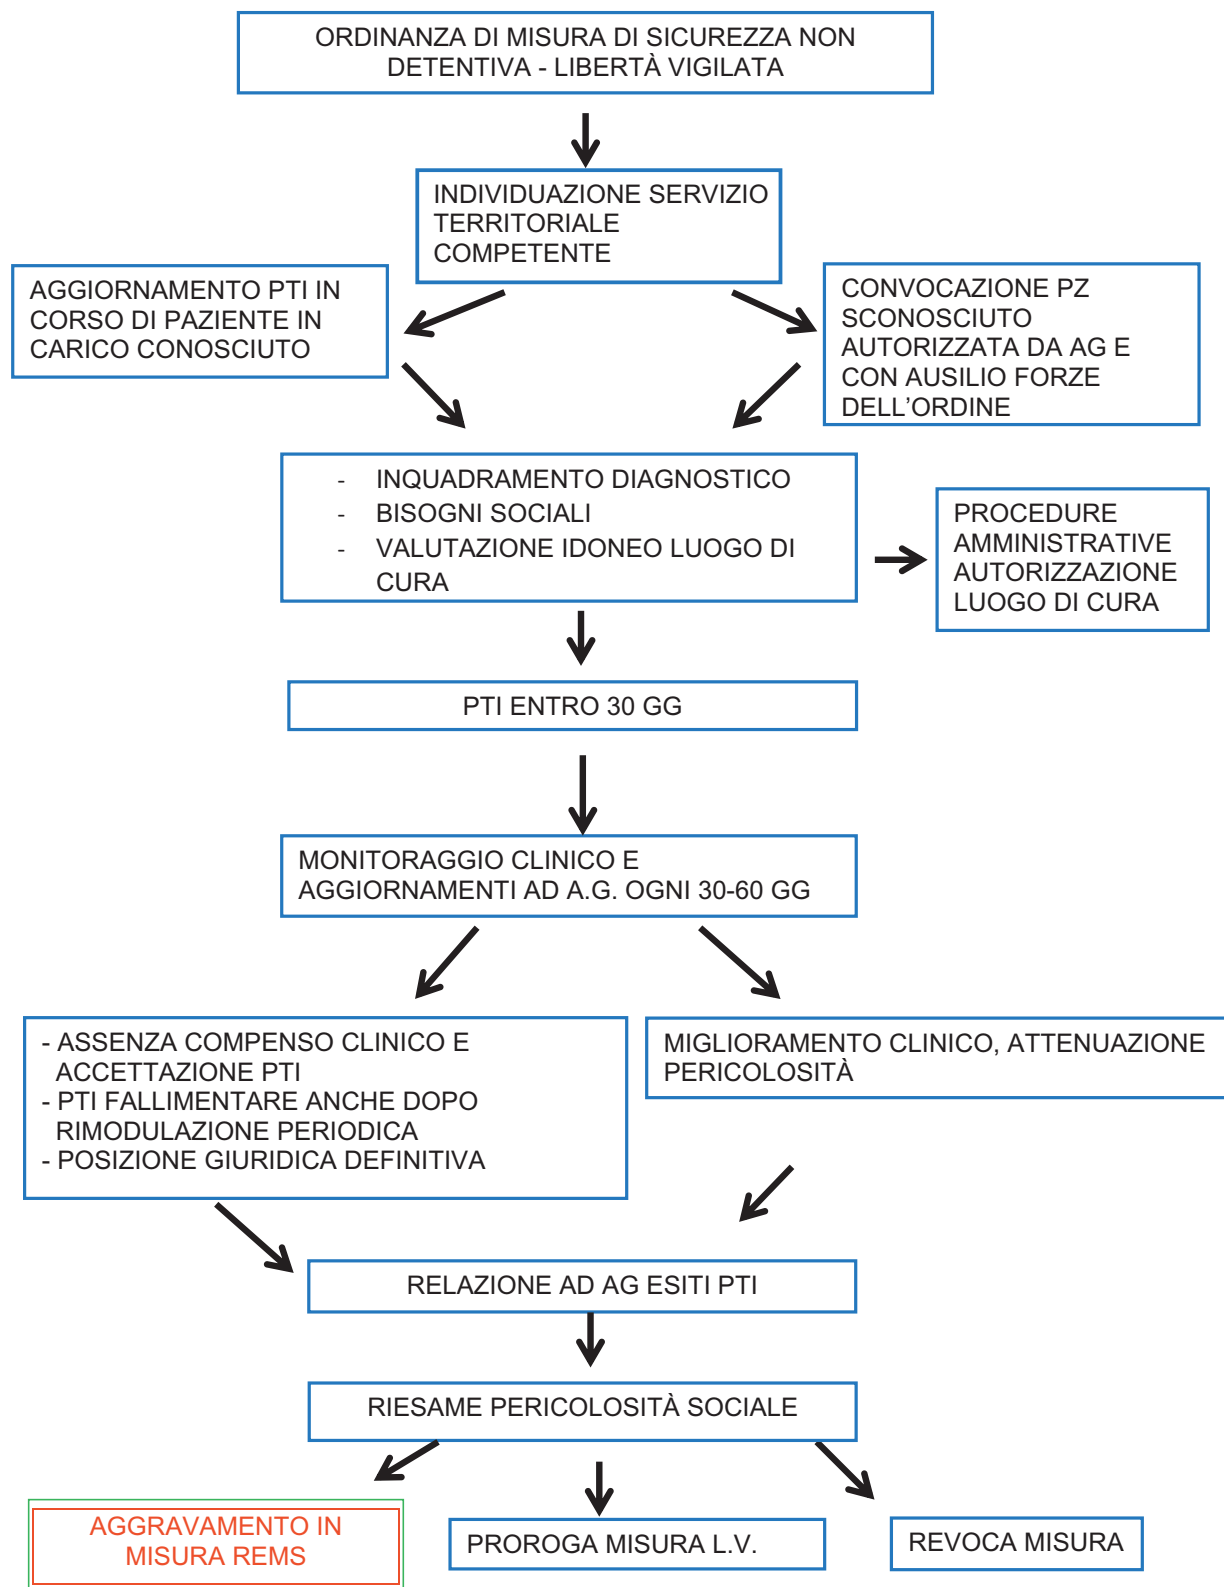 ORDINANZA DI MISURA DI SICUREZZA NON
DETENTIVA - LIBERTÀ VIGILATA
INDIVIDUAZIONE SERVIZIO
TERRITORIALE
COMPETENTE
AGGIORNAMENTO PTI IN
CORSO DI PAZIENTE IN
CARICO CONOSCIUTO
CONVOCAZIONE PZ
SCONOSCIUTO
AUTORIZZATA DA AG E
CON AUSILIO FORZE
DELL’ORDINE
- INQUADRAMENTO DIAGNOSTICO
- BISOGNI SOCIALI
- VALUTAZIONE IDONEO LUOGO DI
CURA
PROCEDURE
AMMINISTRATIVE
AUTORIZZAZIONE
LUOGO DI CURA
PTI ENTRO 30 GG
MONITORAGGIO CLINICO E
AGGIORNAMENTI AD A.G. OGNI 30-60 GG
- ASSENZA COMPENSO CLINICO E
ACCETTAZIONE PTI
- PTI FALLIMENTARE ANCHE DOPO
RIMODULAZIONE PERIODICA
- POSIZIONE GIURIDICA DEFINITIVA
MIGLIORAMENTO CLINICO, ATTENUAZIONE
PERICOLOSITÀ
RELAZIONE AD AG ESITI PTI
RIESAME PERICOLOSITÀ SOCIALE
AGGRAVAMENTO IN
MISURA REMS
PROROGA MISURA L.V.
REVOCA MISURA